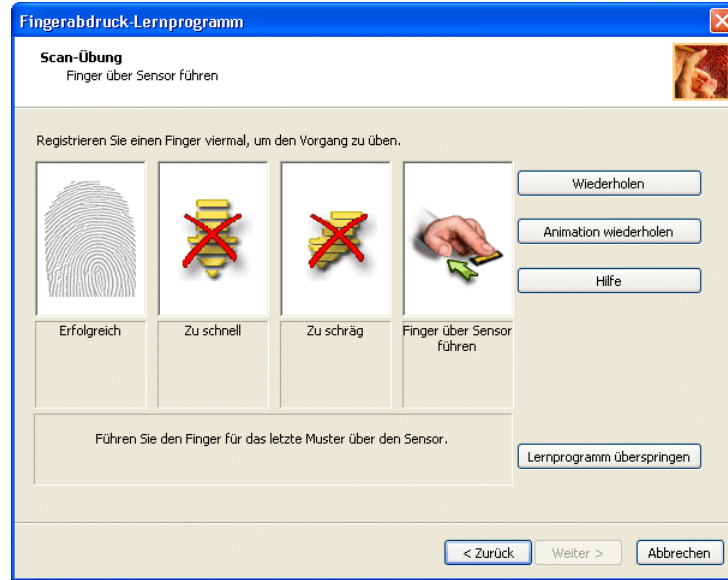 Fingerabdruck-Lernprogramm
Scan-Übung
Finger über Sensor führen
Registrieren Sie einen Finger viermal, um den Vorgang zu üben.
Erfolgreich
Zu schnell
Zu schräg
Finger über Sensor
führen
Wiederholen
Animation wiederholen
Hilfe
Führen Sie den Finger für das letzte Muster über den Sensor.
Lernprogramm überspringen
< Zurück
Weiter >
Abbrechen